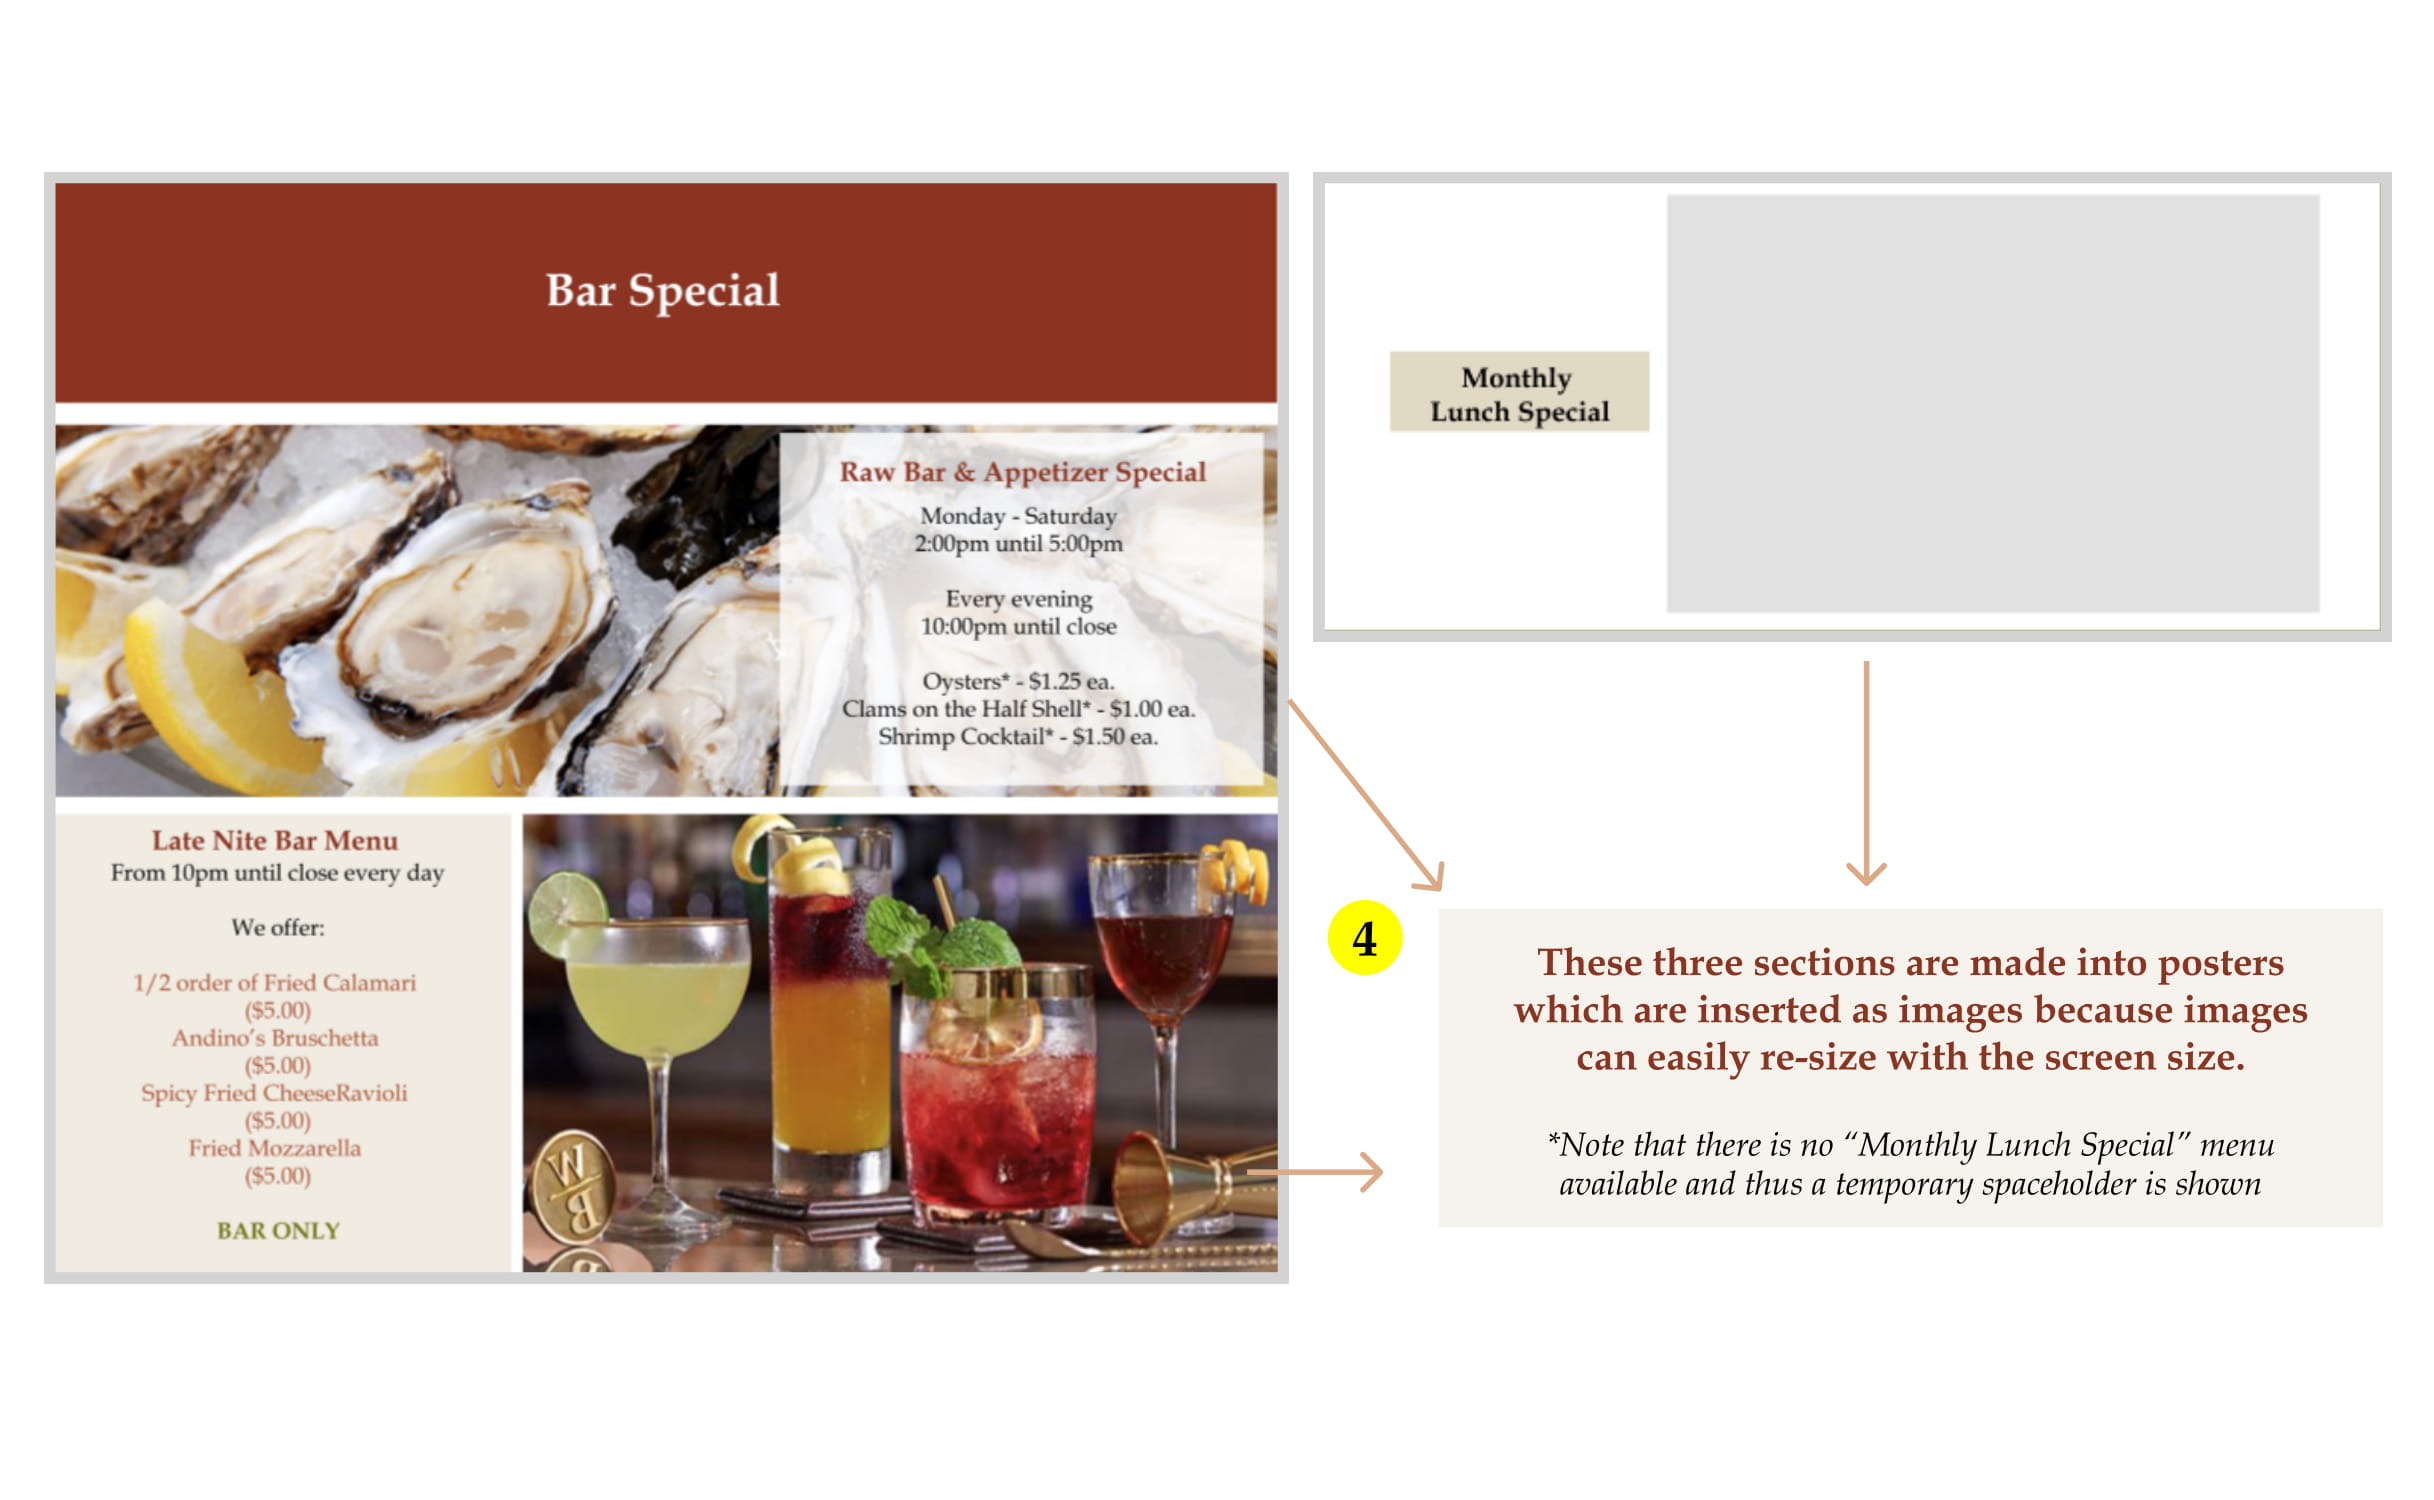 Bar Special
Raw Bar & Appetizer Special
Monday - Saturday
2:00pm until 5:00pm
Every evening
10:00pm until close
Oysters* - $1.25 ea.
Clams on the Half Shell* - $1.00 ea.
Shrimp Cocktail* - $1.50 ea.
Late Nite Bar Menu
From 10pm until close every day
We offer:
1/2 order of Fried Calamari
($5.00)
Andino’s Bruschetta
($5.00)
Spicy Fried CheeseRavioli
($5.00)
Fried Mozzarella
($5.00)
BAR ONLY
W
B
Monthly
Lunch Special
4
These three sections are made into posters
which are inserted as images because images
can easily re-size with the screen size.
*Note that there is no “Monthly Lunch Special” menu
available and thus a temporary spaceholder is shown